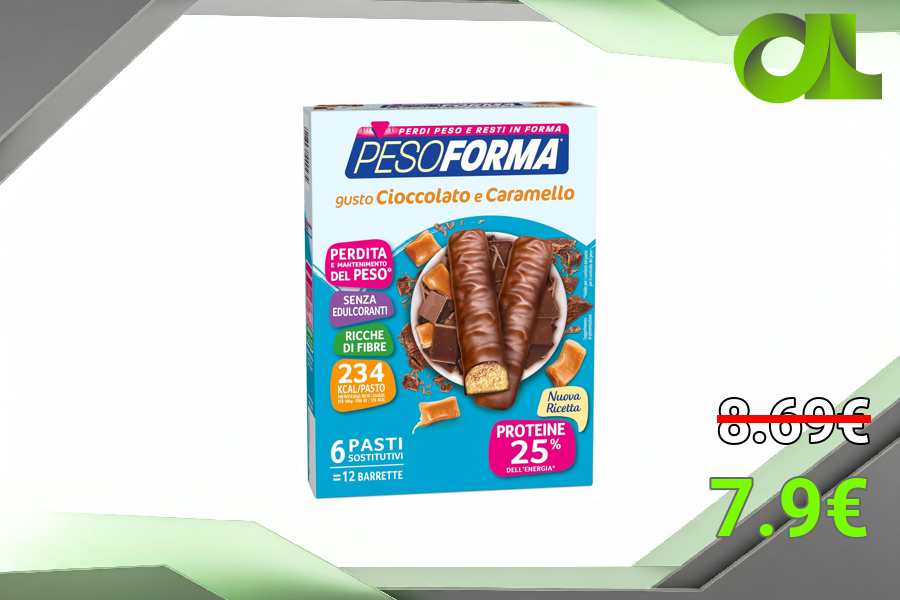 PERDI PESO E RESTI IN FORMA
PESOFORMA
gusto Cioccolato e Caramello
PERDITA
E MANTENIMENTO
DEL PESO*
SENZA
EDULCORANTI
RICCHE
DI FIBRE
234
KCAL/PASTO
Nuova
Ricetta
6 PASTI
SOSTITUTIVI
=12 BARRETTE
PROTEINE
25%
DELL'ENERGIA*
8.69€
7.9€